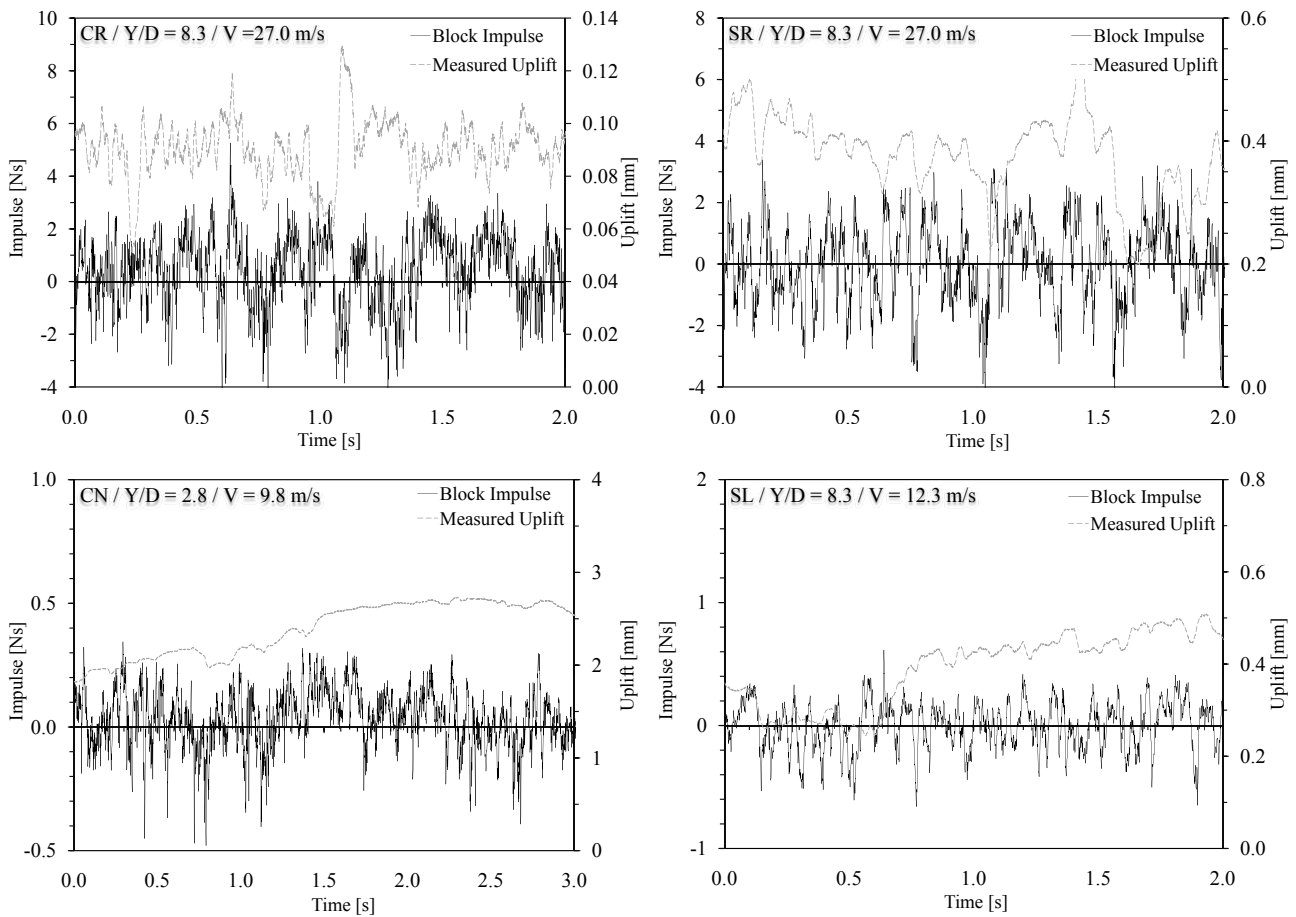 CR / Y/D = 8.3 / V =27.0 m/s
Block Impulse
Measured Uplift
Impulse [Ns]
10
8
6
4
2
0
-2
-4
0.14
0.12
0.10
0.08
0.06
0.04
0.02
0.00
Uplift [mm]
0.0 0.5 1.0 1.5 2.0
Time [s]
SR / Y/D = 8.3 / V = 27.0 m/s
Block Impulse
Measured Uplift
Impulse [Ns]
8
6
4
2
0
-2
-4
0.6
0.4
0.2
0.0
Uplift [mm]
0.0 0.5 1.0 1.5 2.0
Time [s]
CN / Y/D = 2.8 / V = 9.8 m/s
Block Impulse
Measured Uplift
Impulse [Ns]
1.0
0.5
0.0
-0.5
4
3
2
1
0
Uplift [mm]
0.0 0.5 1.0 1.5 2.0 2.5 3.0
Time [s]
SL / Y/D = 8.3 / V = 12.3 m/s
Block Impulse
Measured Uplift
Impulse [Ns]
2
1
0
-1
0.8
0.6
0.4
0.2
0.0
Uplift [mm]
0.0 0.5 1.0 1.5 2.0
Time [s]